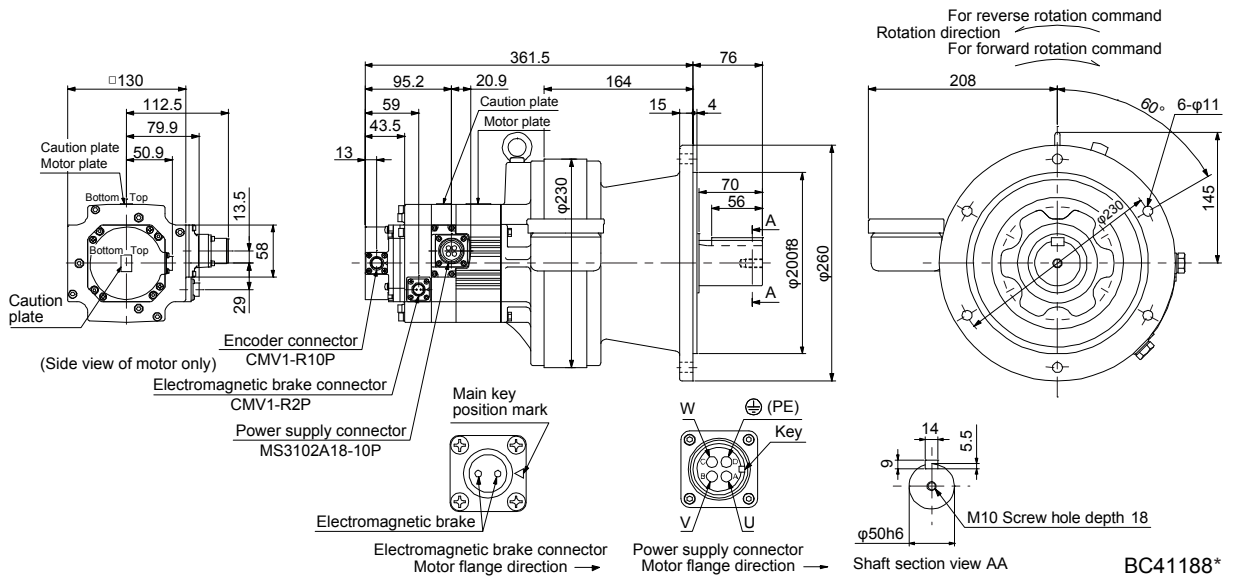 For reverse rotation command
Rotation direction
For forward rotation command
361.5
76
□130
95.2
20.9
164
208
112.5
59
Caution plate
15
4
60°
6-φ11
79.9
43.5
Motor plate
Caution plate
Motor plate
50.9
13
Bottom
Top
13.5
58
29
Bottom
Top
Caution
plate
φ230
70
56
A
A
φ200f8
φ260
φ230
145
(Side view of motor only)
Encoder connector
CMV1-R10P
Electromagnetic brake connector
CMV1-R2P
Power supply connector
MS3102A18-10P
Main key
position mark
W
(PE)
Key
C
D
B
A
V
U
Electromagnetic brake
Electromagnetic brake connector
Motor flange direction
Power supply connector
Motor flange direction
14
5.5
9
M10 Screw hole depth 18
φ50h6
Shaft section view AA
BC41188*